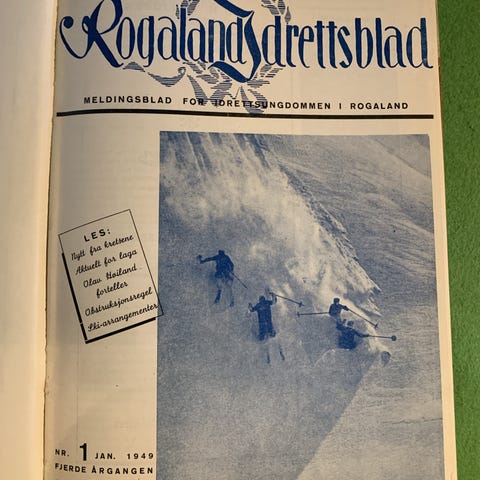 Rogaland Idrettsblad
MELDINGSBLAD FOR IDRETTSUNGDOMMEN I ROGALAND
LES:
Nytt fra kretsene
Aktuelt for laga
Olav Høiland
forteller
Obstruksjonsregel
Ski-arrangementer
NR. 1 JAN. 1949
FJERDE ÅRGANGEN